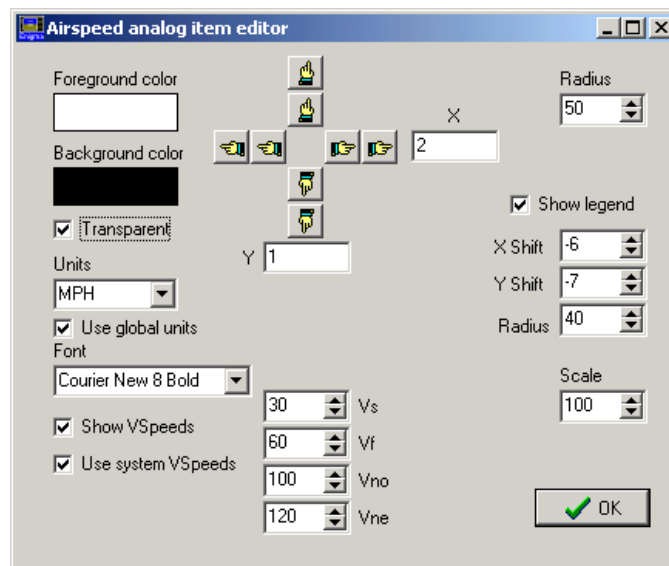 Airspeed analog item editor
Foreground color
Radius
50
X
2
Background color
Transparent
Show legend
Y
1
X Shift
-6
Units
Y Shift
-7
MPH
Use global units
Radius
40
Font
Courier New 8 Bold
Scale
100
30
Vs
Show VSpeeds
60
Vf
Use system VSpeeds
100
Vno
OK
120
Vne